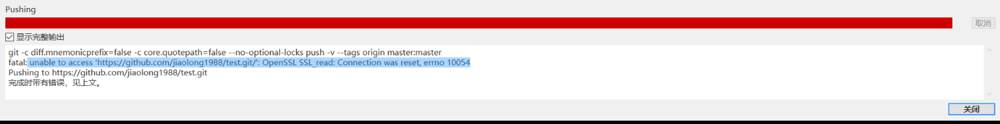 Pushing
取消
显示完整输出
git -c diff.mnemonicprefix=false -c core.quotepath=false --no-optional-locks push -v --tags origin master:master
fatal: unable to access 'https://github.com/jiaolong1988/test.git/': OpenSSL SSL_read: Connection was reset, errno 10054
Pushing to https://github.com/jiaolong1988/test.git
完成时带有错误，见上文。
关闭